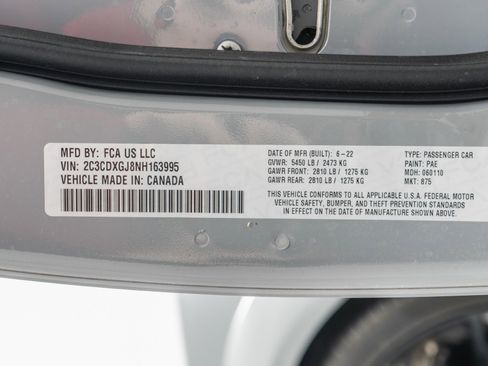 MFD BY: FCA US LLC
VIN: 2C3CDXGJ8NH163995
VEHICLE MADE IN: CANADA
DATE OF MFR (BUILT): 6-22
GVWR: 5450 LB / 2473 KG
GAWR FRONT: 2810 LB / 1275 KG
GAWR REAR: 2810 LB / 1275 KG
TYPE: PASSENGER CAR
PAINT: PAE
MDH: 060110
MKT: 875
THIS VEHICLE CONFORMS TO ALL APPLICABLE U.S.A. FEDERAL MOTOR
VEHICLE SAFETY, BUMPER, AND THEFT PREVENTION STANDARDS
IN EFFECT ON THE DATE OF MANUFACTURE SHOWN ABOVE.